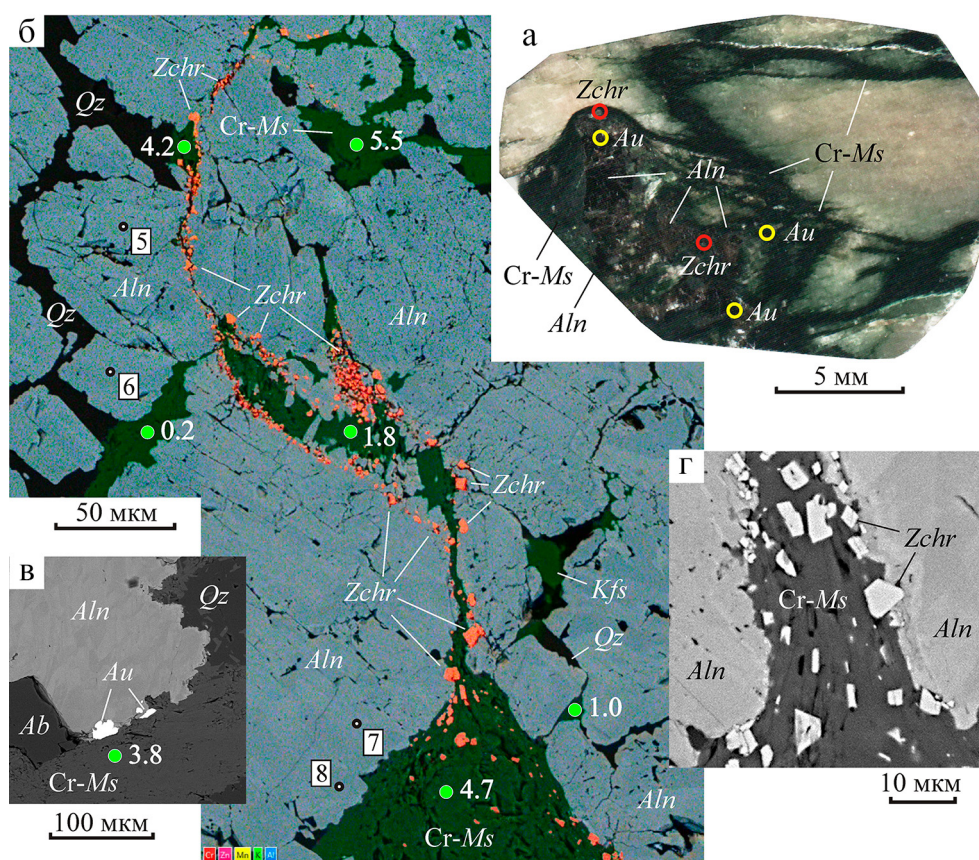 б
Zchr
Qz
Cr-Ms
4.2
5.5
5
Aln
Zchr
Aln
Qz
6
0.2
1.8
50 мкм
Zchr
Zchr
Kfs
Qz
Aln
1.0
7
8
4.7
Aln
Cr-Ms
Cr Zn Mn K Al
а
Zchr
Au
Cr-Ms
Aln
Au
Zchr
Cr-Ms
Au
Aln
5 мм
в
Qz
Aln
Au
Ab
3.8
Cr-Ms
100 мкм
г
Zchr
Cr-Ms
Aln
Aln
10 мкм